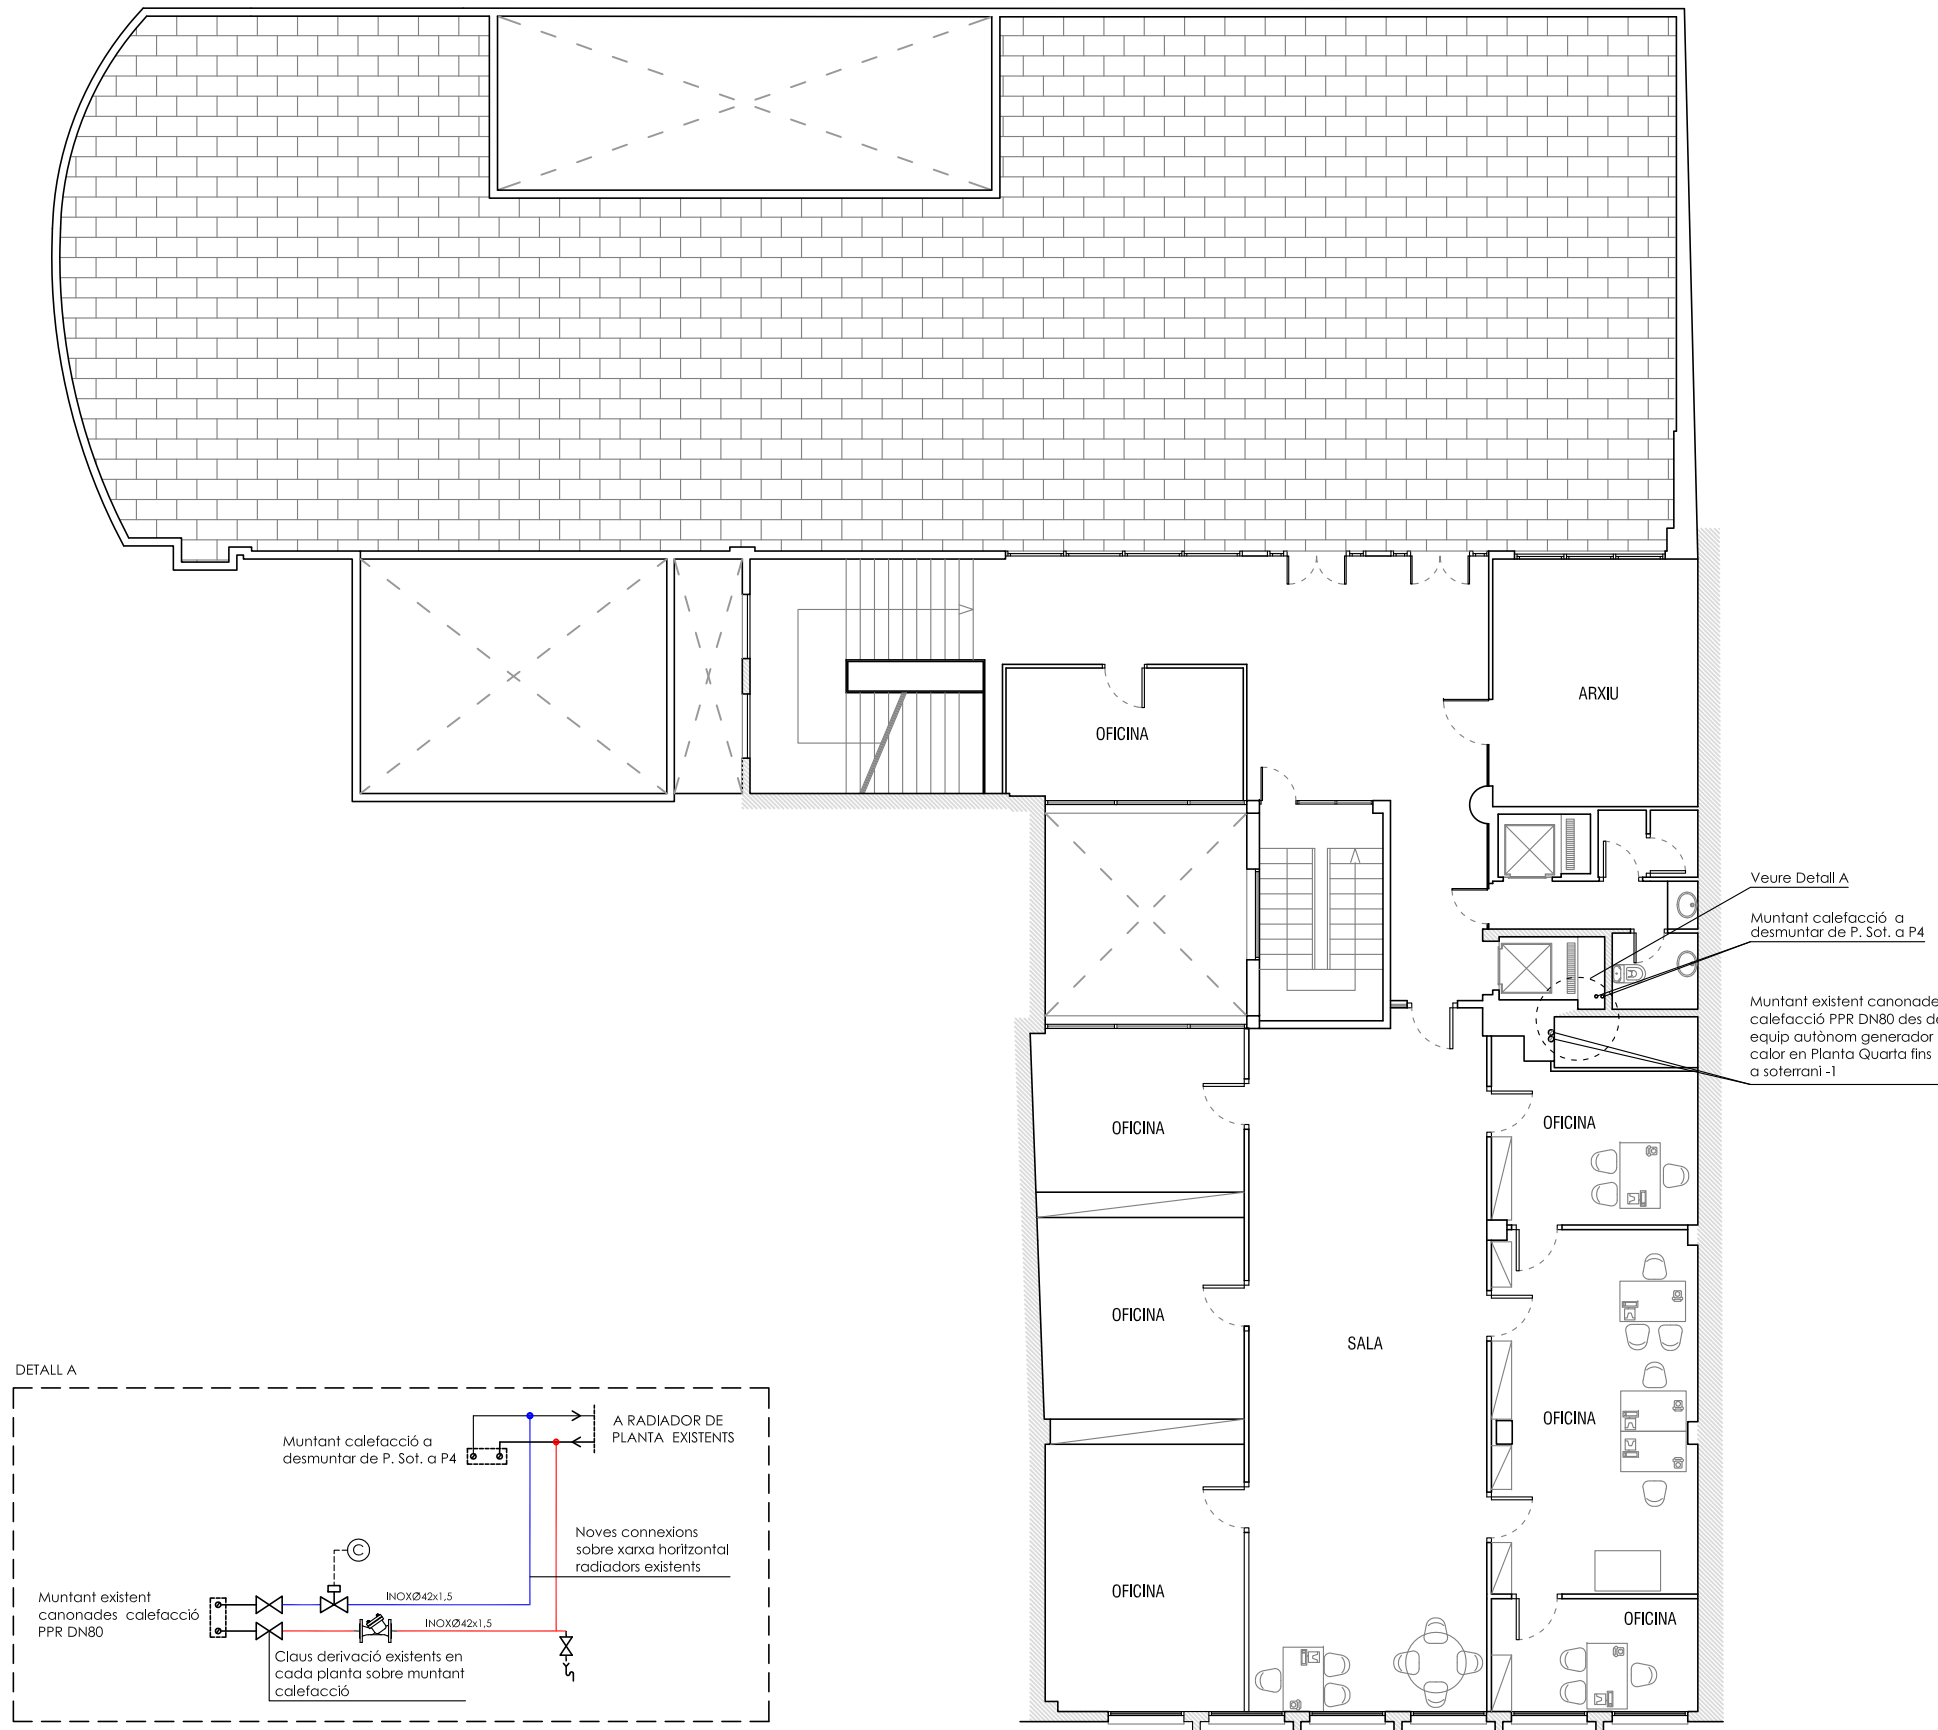 ARXIU
OFICINA
Veure Detall A
Muntant calefacció a
desmuntar de P. Sot. a P4
Muntant existent canonade
calefacció PPR DN80 des d
equip autònom generador
calor en Planta Quarta fins
a soterrani -1
OFICINA
OFICINA
OFICINA
SALA
OFICINA
OFICINA
OFICINA
DETALL A
A RADIADOR DE
PLANTA EXISTENTS
Muntant calefacció a
desmuntar de P. Sot. a P4
Noves connexions
sobre xarxa horitzontal
radiadors existents
C
INOXØ42x1,5
Muntant existent
canonades calefacció
PPR DN80
INOXØ42x1,5
Claus derivació existents en
cada planta sobre muntant
calefacció